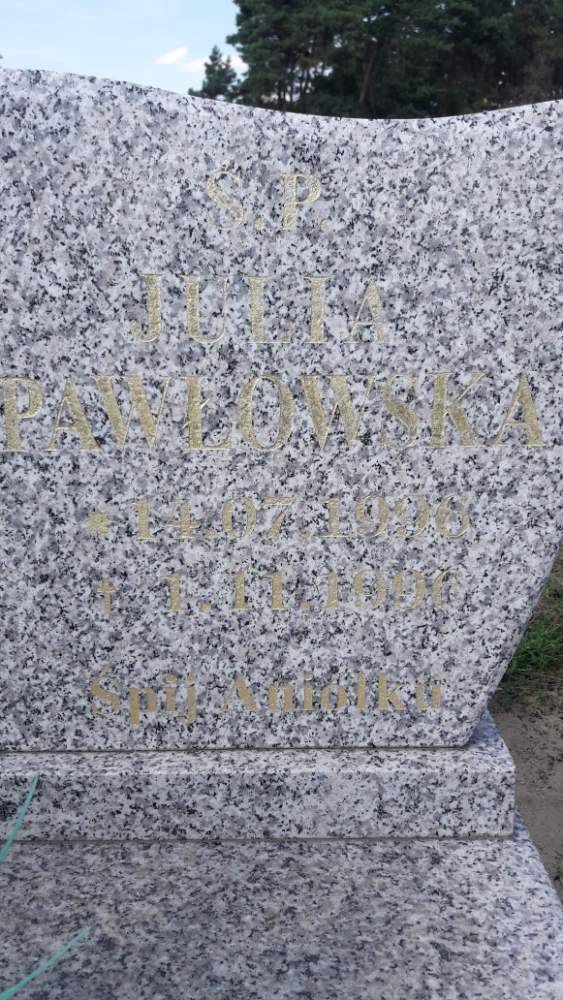 Ś.P.
JULIA
PAWŁOWSKA
* 14.07.1996
† 1.11.1996
Śpij Aniołku